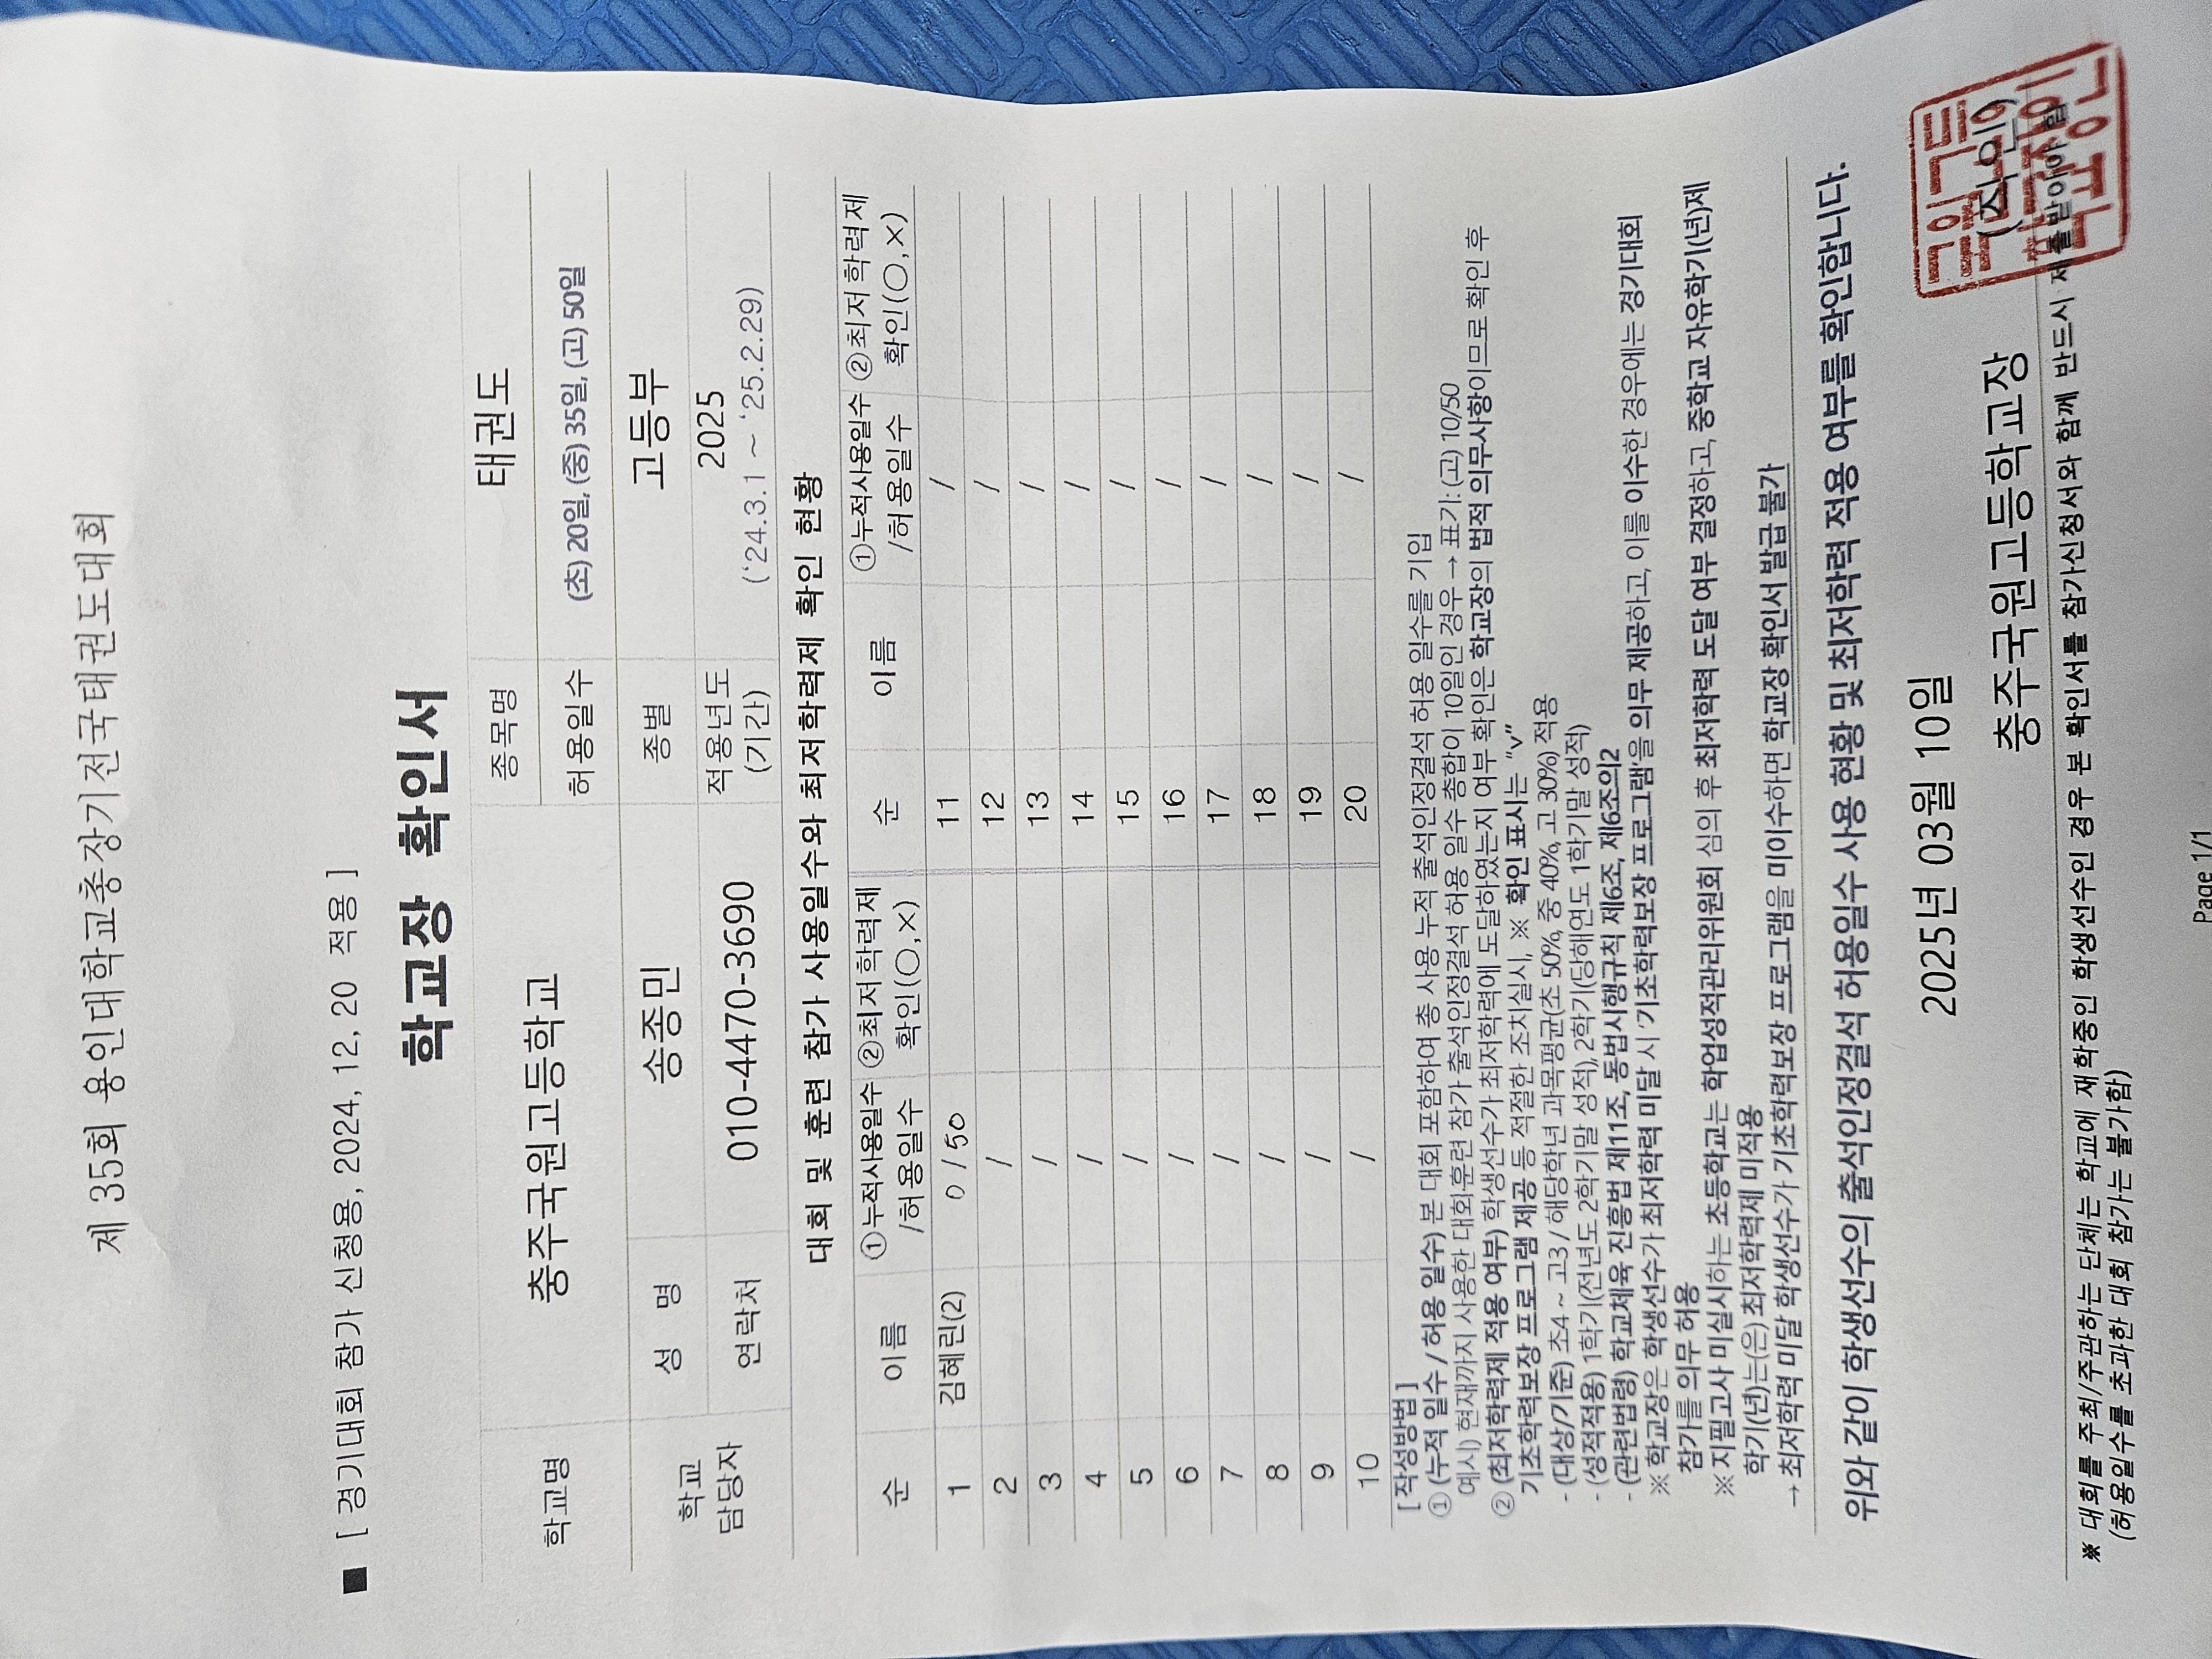 제 35회 용인대학교총장기전국태권도대회
■ [ 경기대회 참가 신청용, 2024, 12, 20 적용 ]
학교장 확인서
학교명 충주국원고등학교 종목명 태권도
허용일수 (초) 20일, (중) 35일, (고) 50일
학교 담당자 성 명 송종민 종별 고등부
연락처 010-4470-3690 적용년도 (기간) 2025 ('24.3.1 ~ '25.2.29)
대회 및 훈련 참가 사용일수와 최저학력제 확인 현황
순 이름 ①누적사용일수 /허용일수 ②최저학력제 확인(○,×) 순 이름 ①누적사용일수 /허용일수 ②최저학력제 확인(○,×)
1 김혜린(2) 0 / 50 11 /
2 / 12 /
3 / 13 /
4 / 14 /
5 / 15 /
6 / 16 /
7 / 17 /
8 / 18 /
9 / 19 /
10 / 20 /
[ 작성방법 ]
① (누적 일수 / 허용 일수) 본 대회 포함하여 총 사용 누적 출석인정결석 허용 일수를 기입
예시) 현재까지 사용한 대회훈련 참가 출석인정결석 허용 일수 총합이 10일인 경우 → 표기: (고) 10/50
② (최저학력제 적용 여부) 학생선수가 최저학력에 도달하였는지 여부 확인은 학교장의 법적 의무사항이므로 확인 후
기초학력보장 프로그램 제공 등 적절한 조치실시, ※ 확인 표시는 "v"
- (대상/기준) 초4 ~ 고3 / 해당학년 과목평균(초 50%, 중 40%, 고 30%) 적용
- (성적적용) 1학기(전년도 2학기말 성적), 2학기(당해연도 1학기말 성적)
- (관련법령) 학교체육 진흥법 제11조, 동법시행규칙 제6조, 제6조의2
※ 학교장은 학생선수가 최저학력 미달 시 '기초학력보장 프로그램'을 의무 제공하고, 이를 이수한 경우에는 경기대회
참가를 의무 허용
※ 지필고사 미실시하는 초등학교는 학업성적관리위원회 심의 후 최저학력 도달 여부 결정하고, 중학교 자유학기(년)제
학기(년)는(은) 최저학력제 미적용
→ 최저학력 미달 학생선수가 기초학력보장 프로그램을 미이수하면 학교장 확인서 발급 불가
위와 같이 학생선수의 출석인정결석 허용일수 사용 현황 및 최저학력 적용 여부를 확인합니다.
2025년 03월 10일
충주국원고등학교장 (직인)
※ 대회를 주최/주관하는 단체는 학교에 재학중인 학생선수인 경우 본 확인서를 참가신청서와 함께 반드시 제출받아야 함
(허용일수를 초과한 대회 참가는 불가함)
Page 1/1